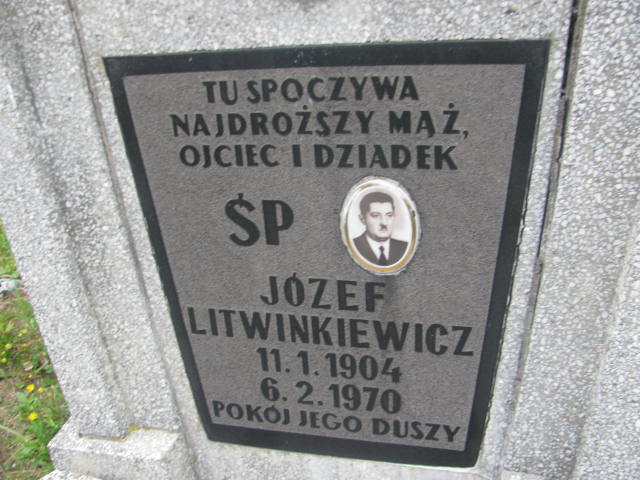 TU SPOCZYWA
NAJDROŻSZY MĄŻ,
OJCIEC I DZIADEK
ŚP
JÓZEF
LITWINKIEWICZ
11.1.1904
6.2.1970
POKÓJ JEGO DUSZY